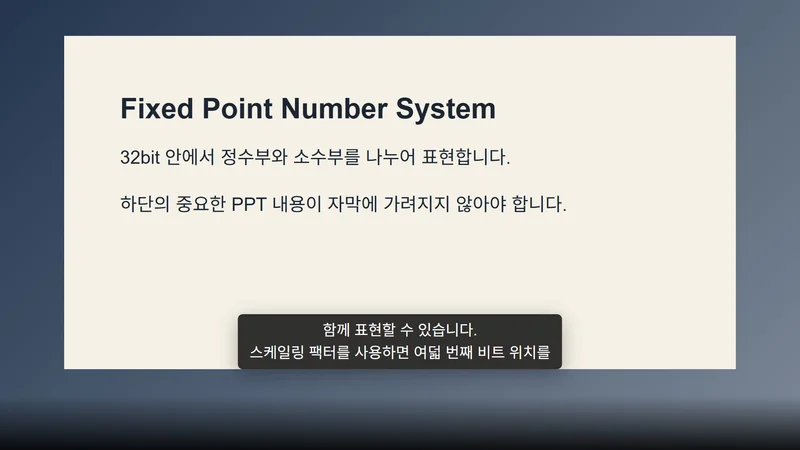 Fixed Point Number System
32bit 안에서 정수부와 소수부를 나누어 표현합니다.
하단의 중요한 PPT 내용이 자막에 가려지지 않아야 합니다.
함께 표현할 수 있습니다.
스케일링 팩터를 사용하면 여덟 번째 비트 위치를